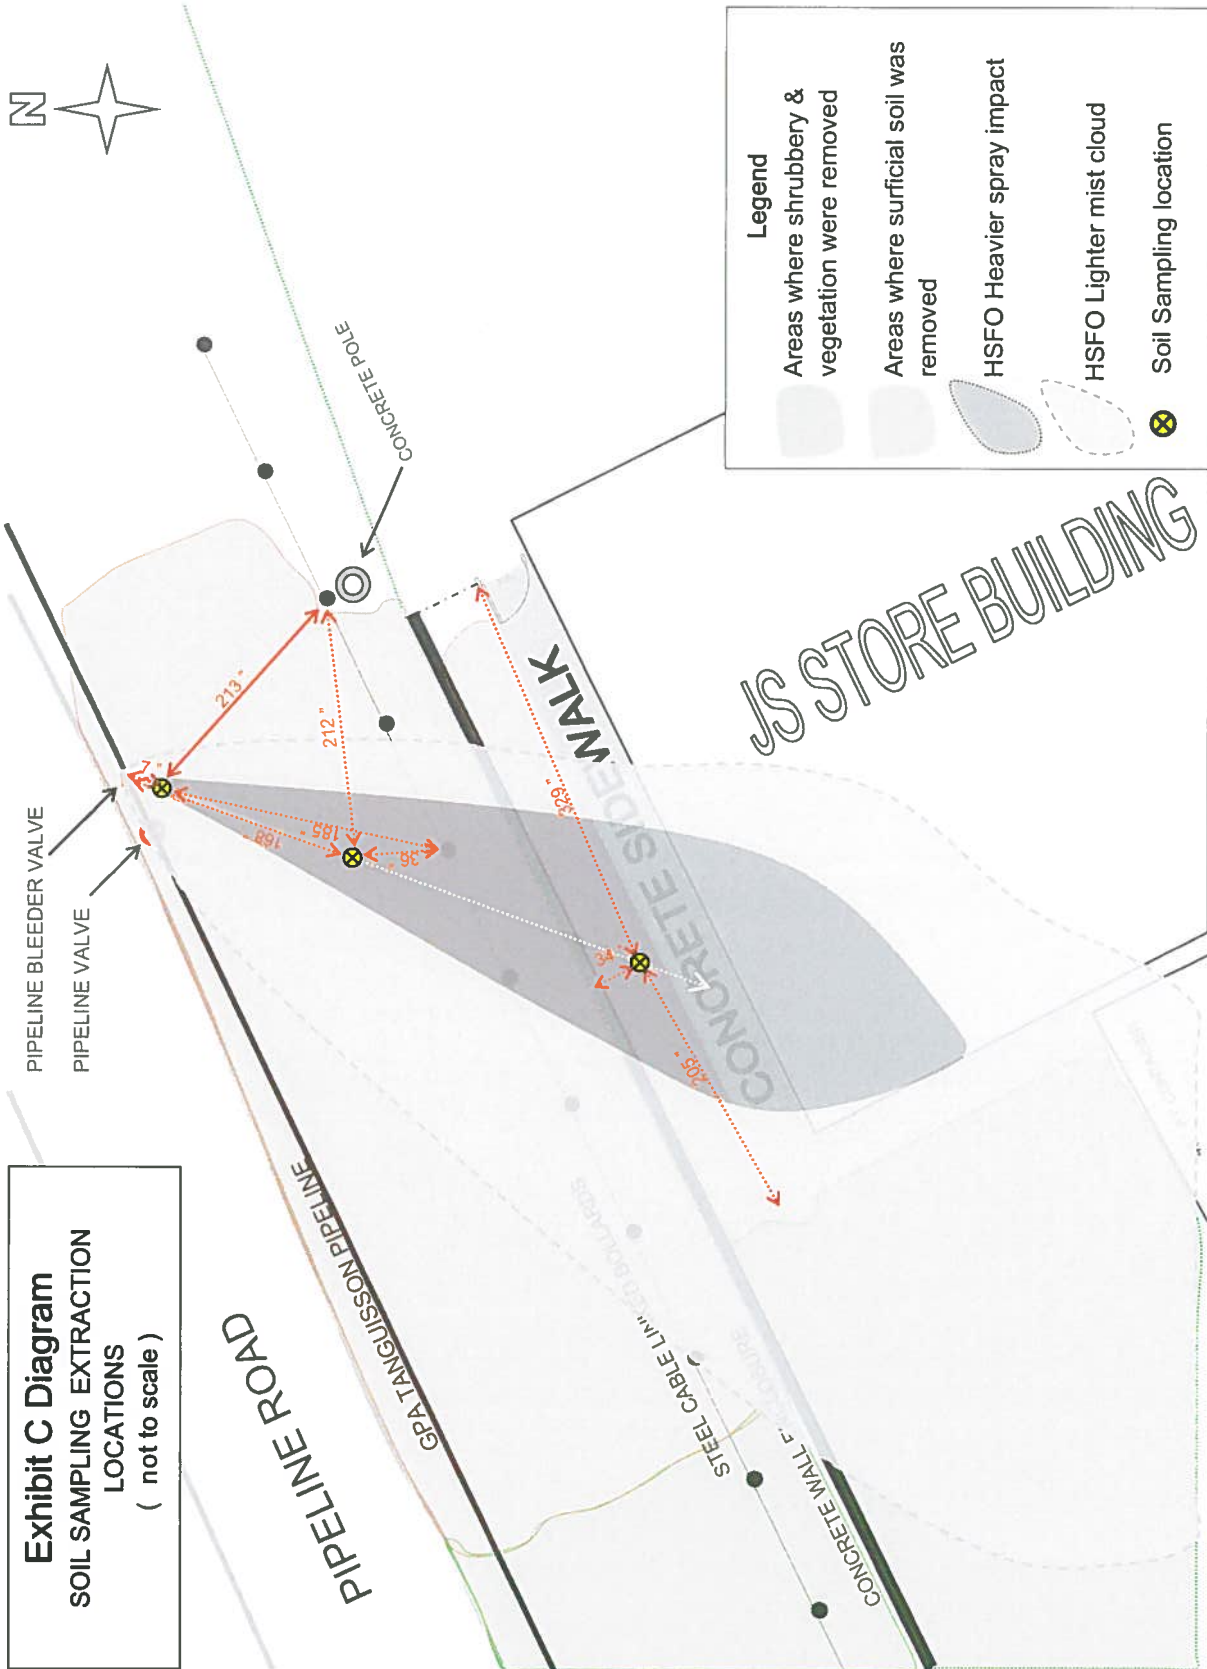 Exhibit C Diagram
SOIL SAMPLING EXTRACTION
LOCATIONS
( not to scale )
N
PIPELINE BLEEDER VALVE
PIPELINE VALVE
PIPELINE ROAD
GPA TANGUISSON PIPELINE
CONCRETE POLE
213 "
212 "
7 "
168 "
185 "
36 "
34 "
329 "
205 "
CONCRETE SIDEWALK
STEEL CABLE LINKED BOLLARDS
CONCRETE WALL
JS STORE BUILDING
Legend
Areas where shrubbery &
vegetation were removed
Areas where surficial soil was
removed
HSFO Heavier spray impact
HSFO Lighter mist cloud
Soil Sampling location